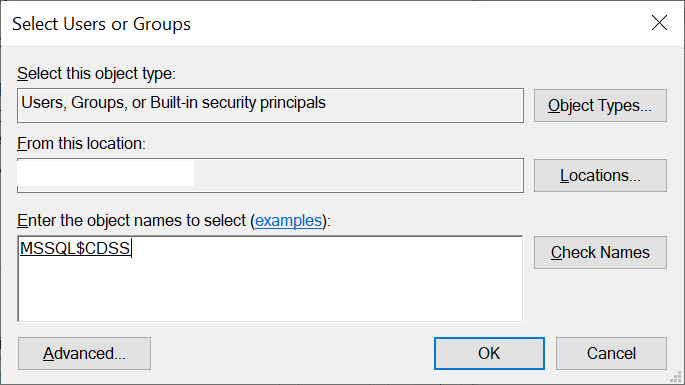 Select Users or Groups
Select this object type:
Users, Groups, or Built-in security principals
Object Types...
From this location:
Locations...
Enter the object names to select (examples):
MSSQL$CDSS
Check Names
Advanced...
OK
Cancel